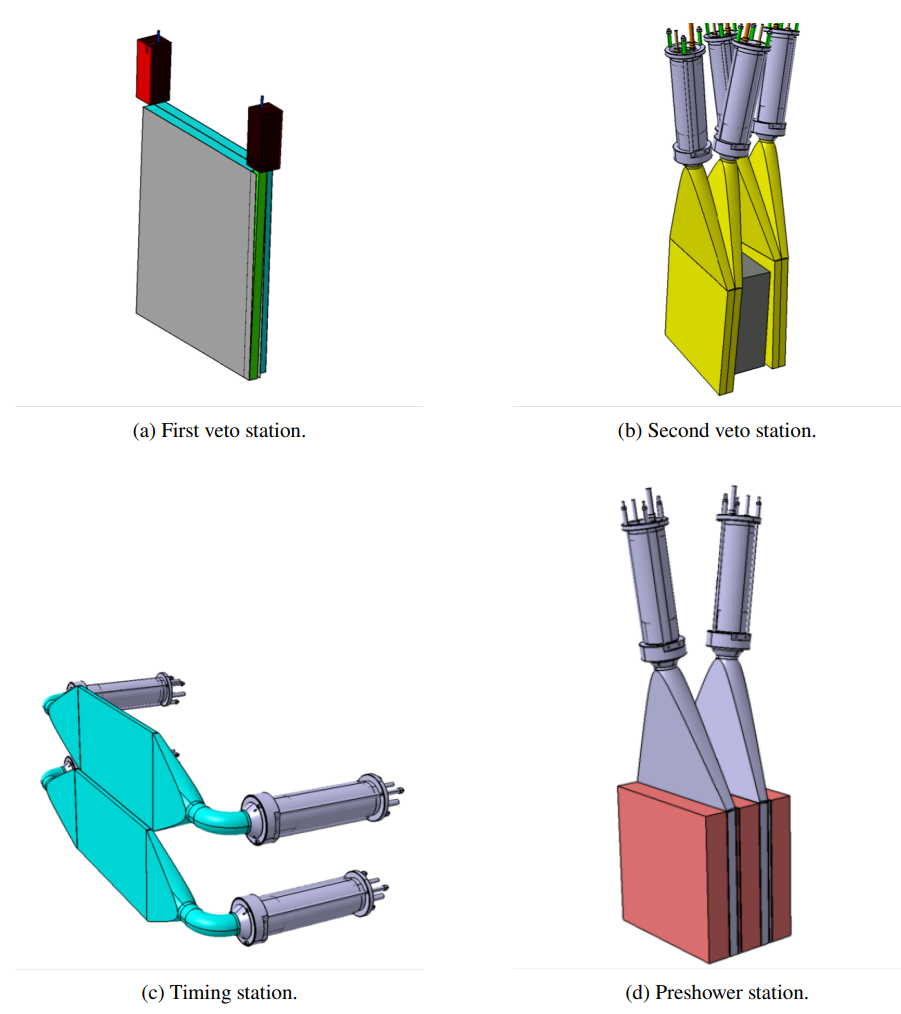 (a) First veto station.
(b) Second veto station.
(c) Timing station.
(d) Preshower station.